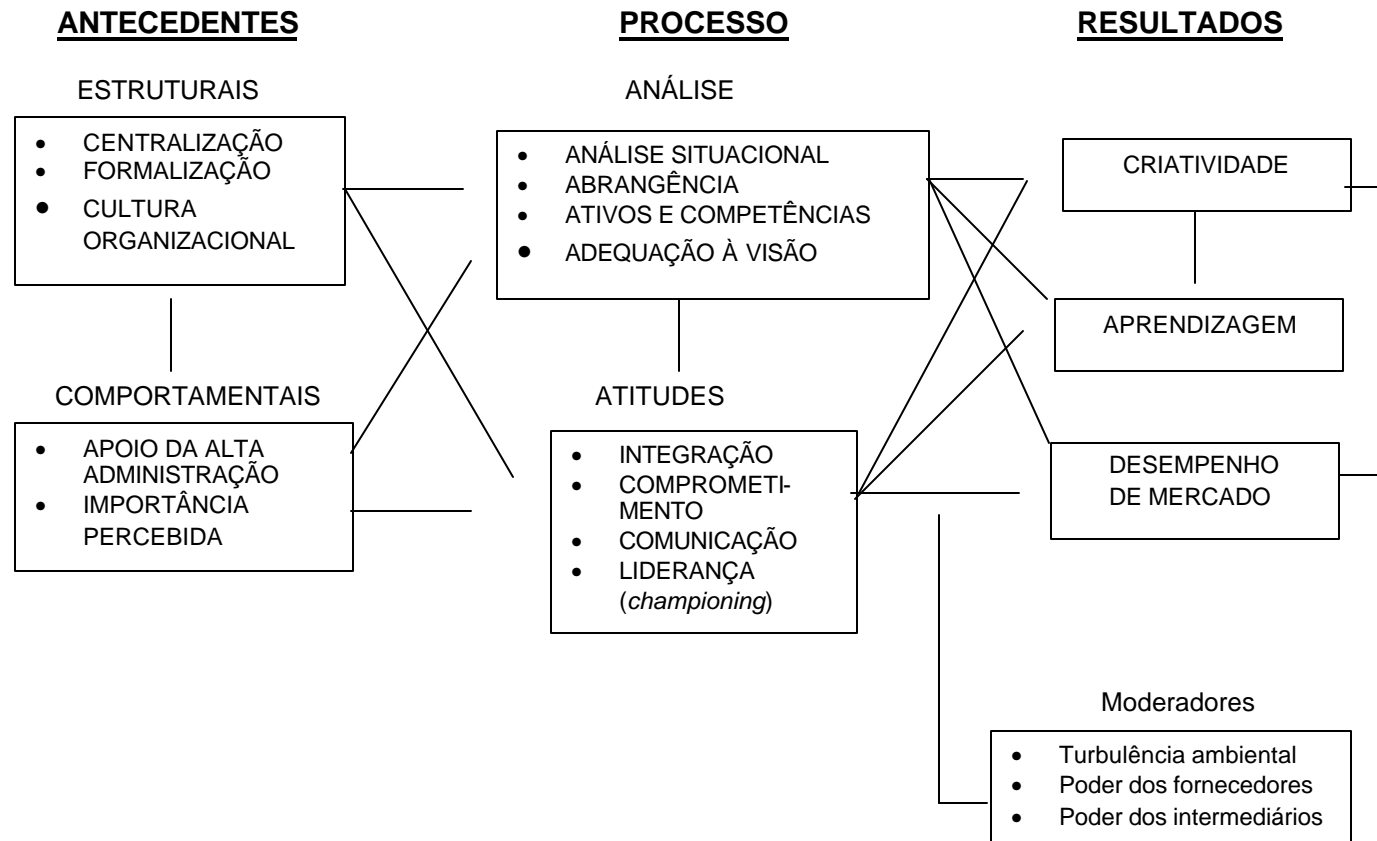 ANTECEDENTES
PROCESSO
RESULTADOS
ESTRUTURAIS
• CENTRALIZAÇÃO
• FORMALIZAÇÃO
• CULTURA
ORGANIZACIONAL
COMPORTAMENTAIS
• APOIO DA ALTA
ADMINISTRAÇÃO
• IMPORTÂNCIA
PERCEBIDA
ANÁLISE
• ANÁLISE SITUACIONAL
• ABRANGÊNCIA
• ATIVOS E COMPETÊNCIAS
• ADEQUAÇÃO À VISÃO
ATITUDES
• INTEGRAÇÃO
• COMPROMETI-
MENTO
• COMUNICAÇÃO
• LIDERANÇA
(championing)
CRIATIVIDADE
APRENDIZAGEM
DESEMPENHO
DE MERCADO
Moderadores
• Turbulência ambiental
• Poder dos fornecedores
• Poder dos intermediários